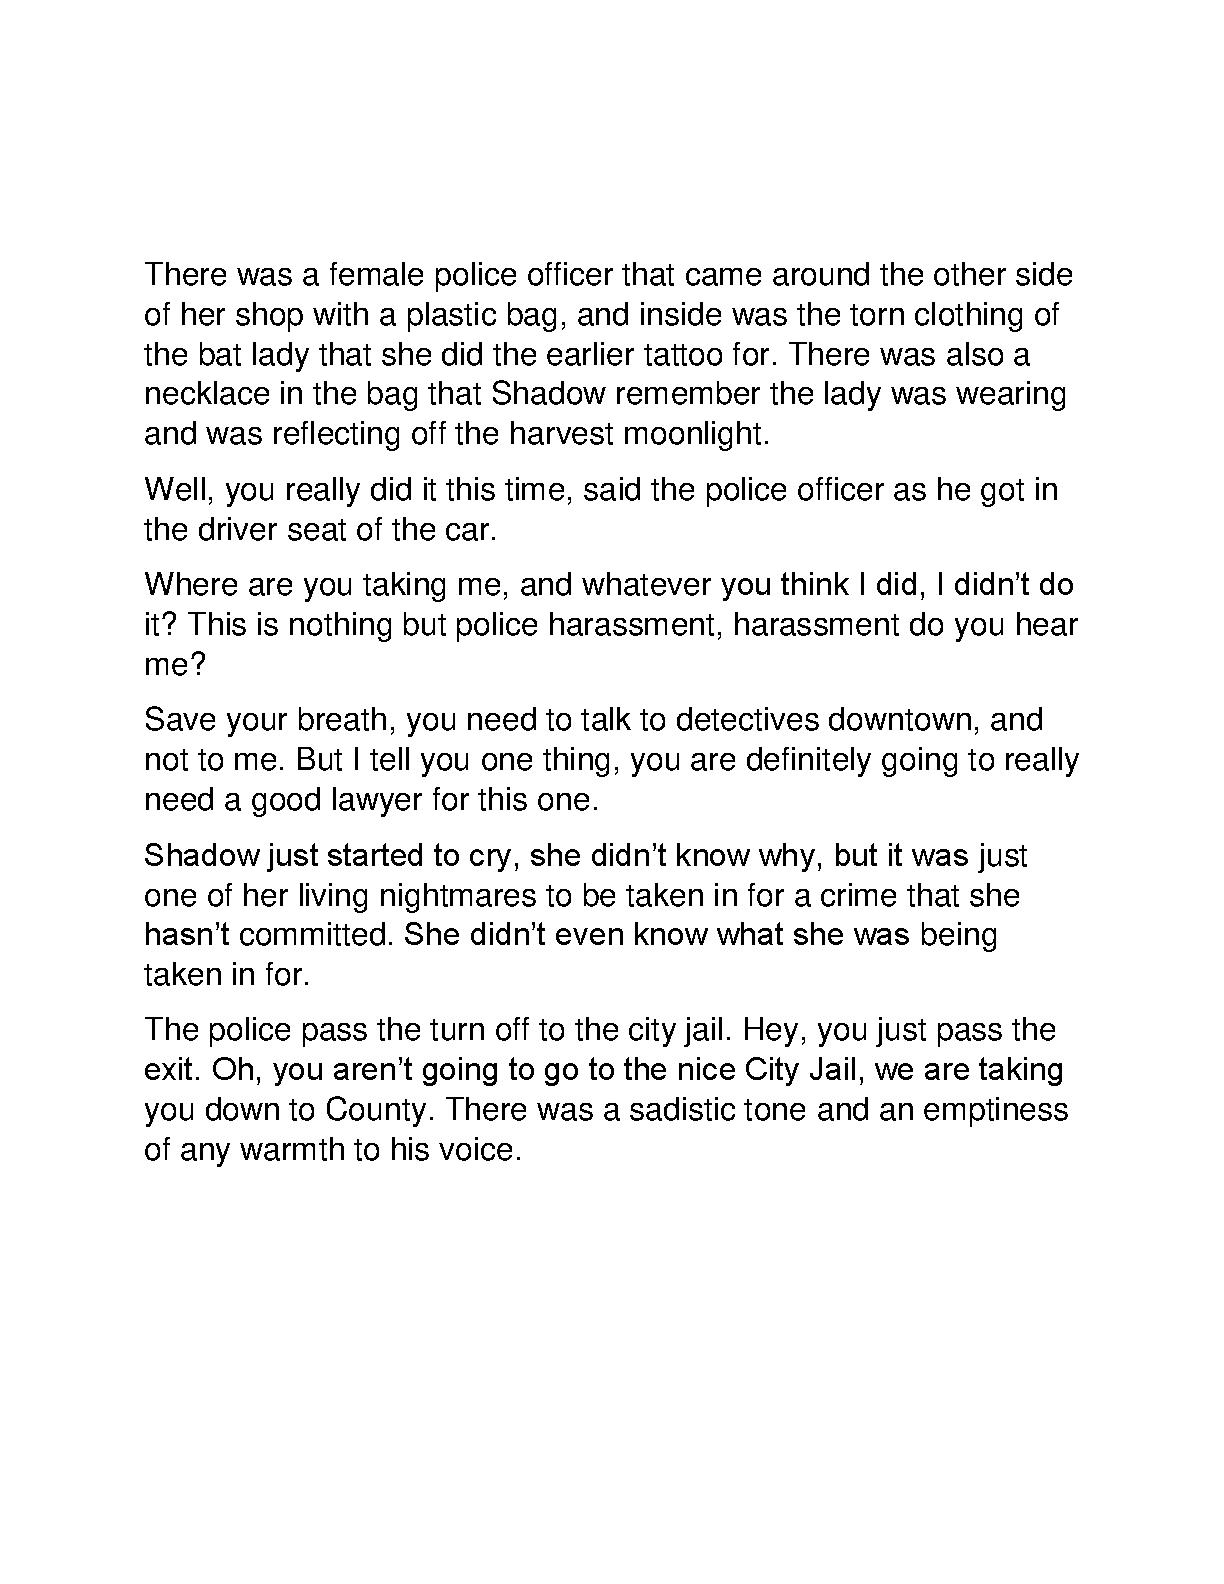 There was a female police officer that came around the other side
of her shop with a plastic bag, and inside was the torn clothing of
the bat lady that she did the earlier tattoo for. There was also a
necklace in the bag that Shadow remember the lady was wearing
and was reflecting off the harvest moonlight.
Well, you really did it this time, said the police officer as he got in
the driver seat of the car.
Where are you taking me, and whatever you think I did, I didn’t do
it? This is nothing but police harassment, harassment do you hear
me?
Save your breath, you need to talk to detectives downtown, and
not to me. But I tell you one thing, you are definitely going to really
need a good lawyer for this one.
Shadow just started to cry, she didn’t know why, but it was just
one of her living nightmares to be taken in for a crime that she
hasn’t committed. She didn’t even know what she was being
taken in for.
The police pass the turn off to the city jail. Hey, you just pass the
exit. Oh, you aren’t going to go to the nice City Jail, we are taking
you down to County. There was a sadistic tone and an emptiness
of any warmth to his voice.